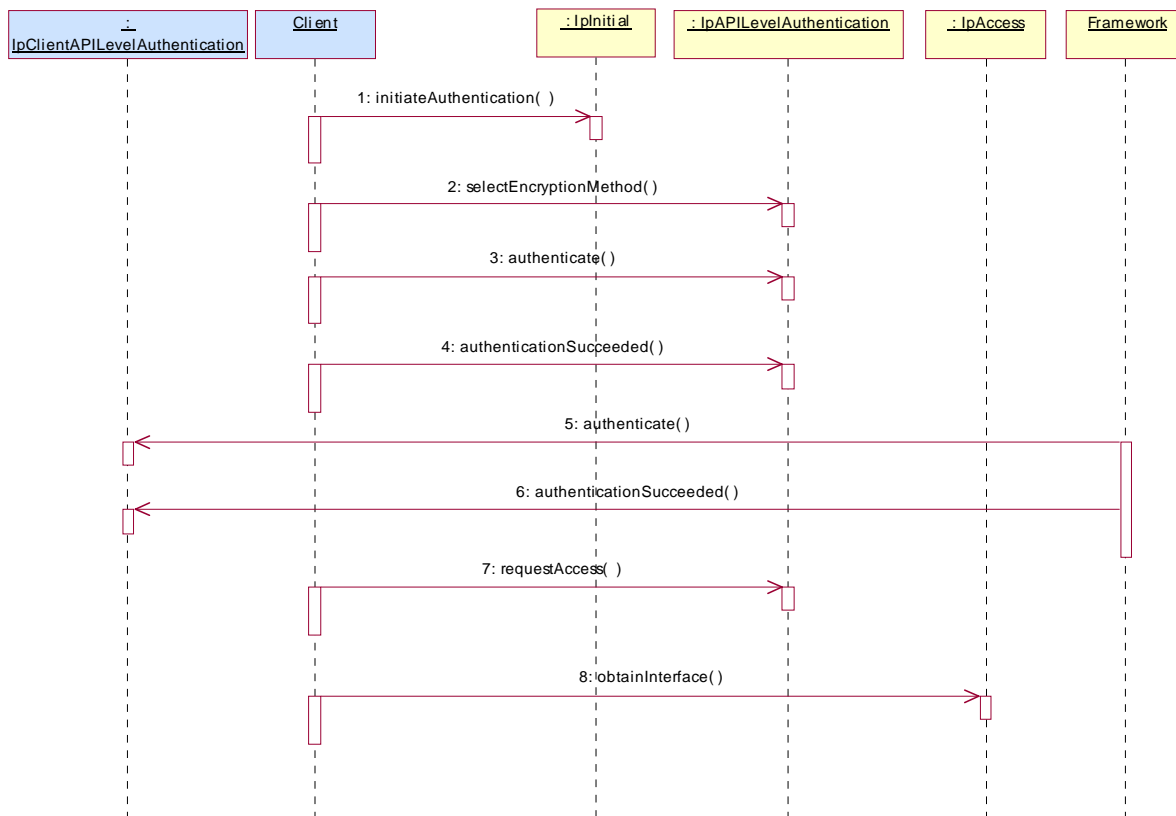 :
IpClientAPILevelAuthentication
Client
: IpInitial
: IpAPILevelAuthentication
: IpAccess
Framework
1: initiateAuthentication( )
2: selectEncryptionMethod( )
3: authenticate( )
4: authenticationSucceeded( )
5: authenticate( )
6: authenticationSucceeded( )
7: requestAccess( )
8: obtainInterface( )